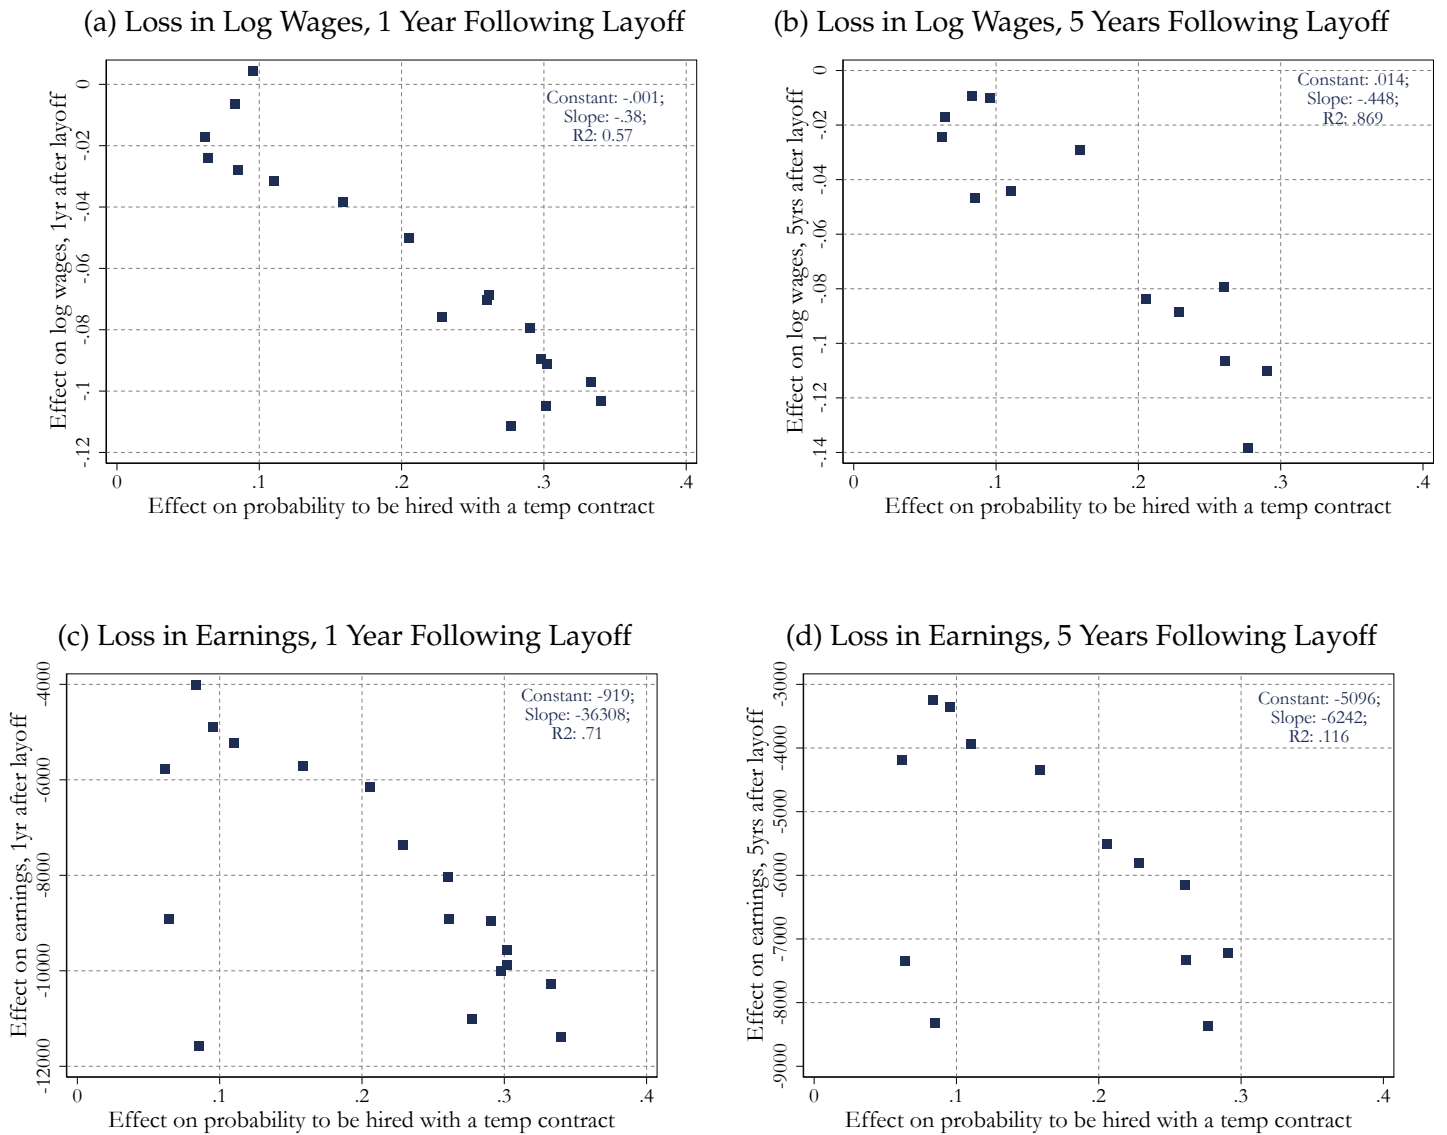 (a) Loss in Log Wages, 1 Year Following Layoff
Effect on log wages, 1yr after layoff
0
-.02
-.04
-.06
-.08
-.1
-.12
Constant: -.001;
Slope: -.38;
R2: 0.57
0 .1 .2 .3 .4
Effect on probability to be hired with a temp contract
(b) Loss in Log Wages, 5 Years Following Layoff
Effect on log wages, 5yrs after layoff
0
-.02
-.04
-.06
-.08
-.1
-.12
-.14
Constant: .014;
Slope: -.448;
R2: .869
0 .1 .2 .3 .4
Effect on probability to be hired with a temp contract
(c) Loss in Earnings, 1 Year Following Layoff
Effect on earnings, 1yr after layoff
-4000
-6000
-8000
-10000
-12000
Constant: -919;
Slope: -36308;
R2: .71
0 .1 .2 .3 .4
Effect on probability to be hired with a temp contract
(d) Loss in Earnings, 5 Years Following Layoff
Effect on earnings, 5yrs after layoff
-3000
-4000
-5000
-6000
-7000
-8000
-9000
Constant: -5096;
Slope: -6242;
R2: .116
0 .1 .2 .3 .4
Effect on probability to be hired with a temp contract